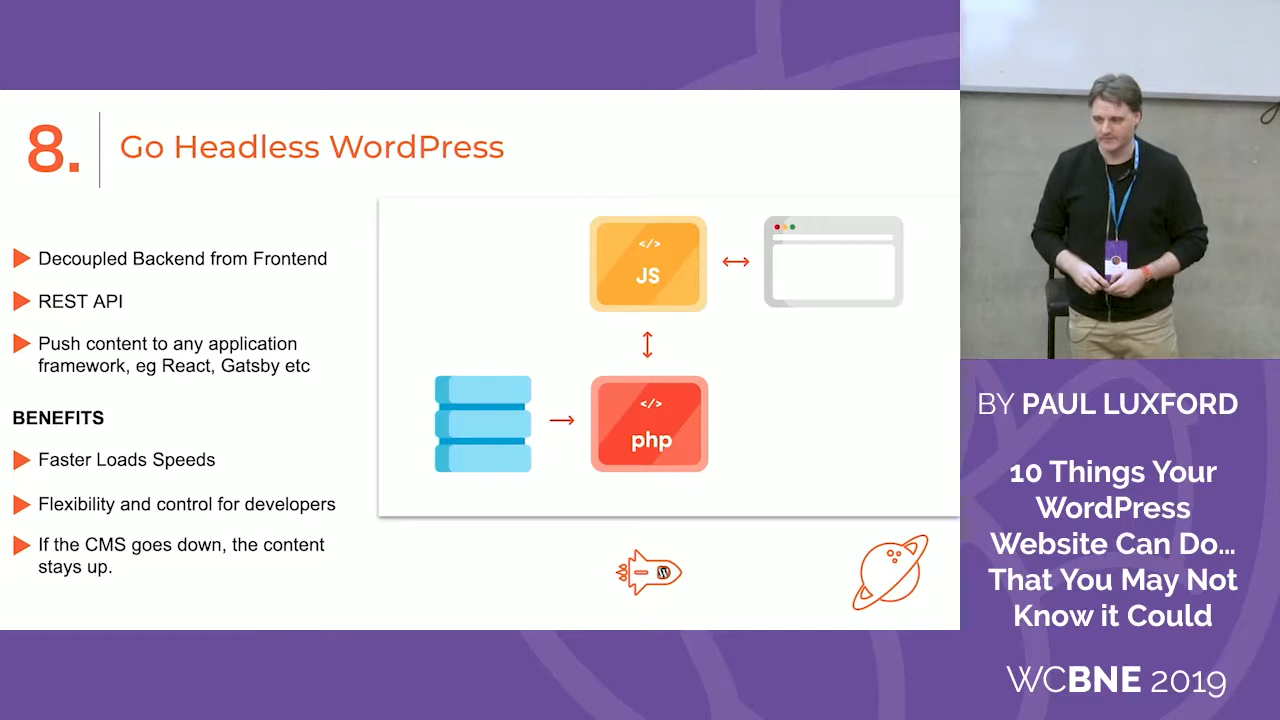 8.
Go Headless WordPress
Decoupled Backend from Frontend
REST API
Push content to any application
framework, eg React, Gatsby etc
BENEFITS
Faster Loads Speeds
Flexibility and control for developers
If the CMS goes down, the content
stays up.
</>
JS
</>
php
BY PAUL LUXFORD
10 Things Your
WordPress
Website Can Do...
That You May Not
Know it Could
WCBNE 2019